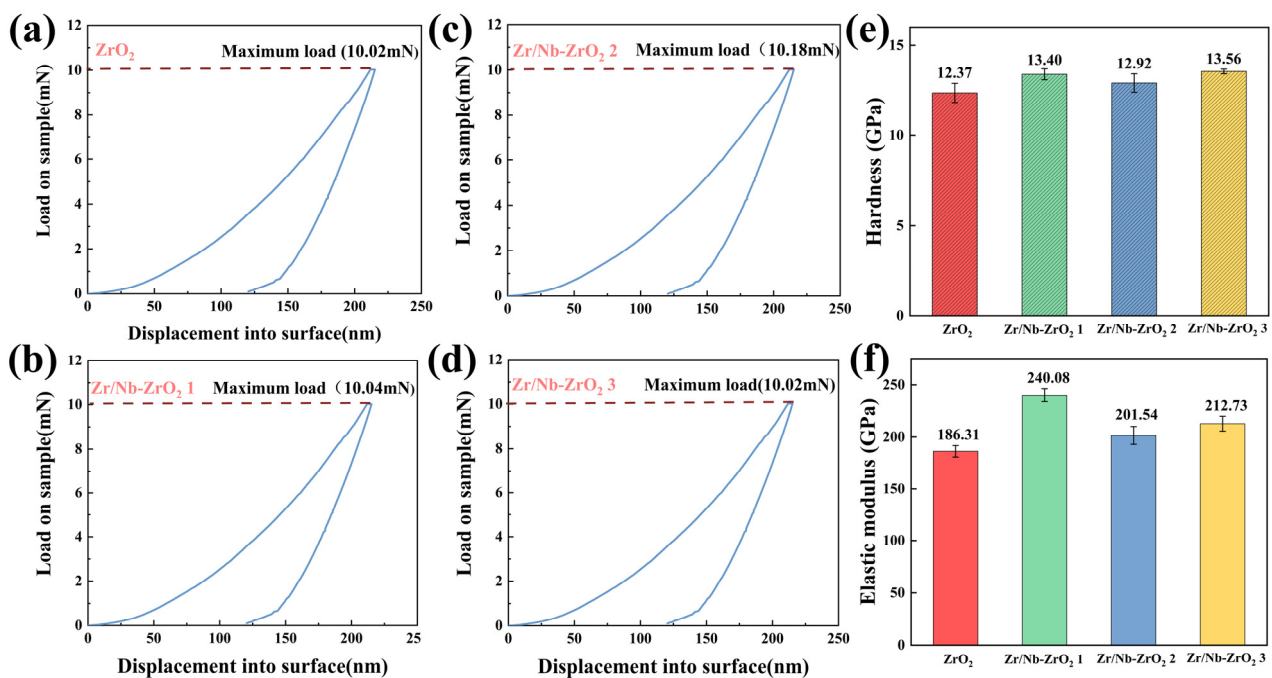 (a)
ZrO₂
Maximum load (10.02mN)
12
10
8
6
4
2
0
0 50 100 150 200 250
Load on sample(mN)
Displacement into surface(nm)
(c)
Zr/Nb-ZrO₂ 2
Maximum load（10.18mN）
12
10
8
6
4
2
0
0 50 100 150 200 250
Load on sample(mN)
Displacement into surface(nm)
(e)
15
10
5
0
Hardness (GPa)
12.37
13.40
12.92
13.56
ZrO₂
Zr/Nb-ZrO₂ 1
Zr/Nb-ZrO₂ 2
Zr/Nb-ZrO₂ 3
(b)
Zr/Nb-ZrO₂ 1
Maximum load（10.04mN）
12
10
8
6
4
2
0
0 50 100 150 200 250
Load on sample(mN)
Displacement into surface(nm)
(d)
Zr/Nb-ZrO₂ 3
Maximum load(10.02mN)
12
10
8
6
4
2
0
0 50 100 150 200 250
Load on sample(mN)
Displacement into surface(nm)
(f)
250
200
150
100
50
0
Elastic modulus (GPa)
186.31
240.08
201.54
212.73
ZrO₂
Zr/Nb-ZrO₂ 1
Zr/Nb-ZrO₂ 2
Zr/Nb-ZrO₂ 3